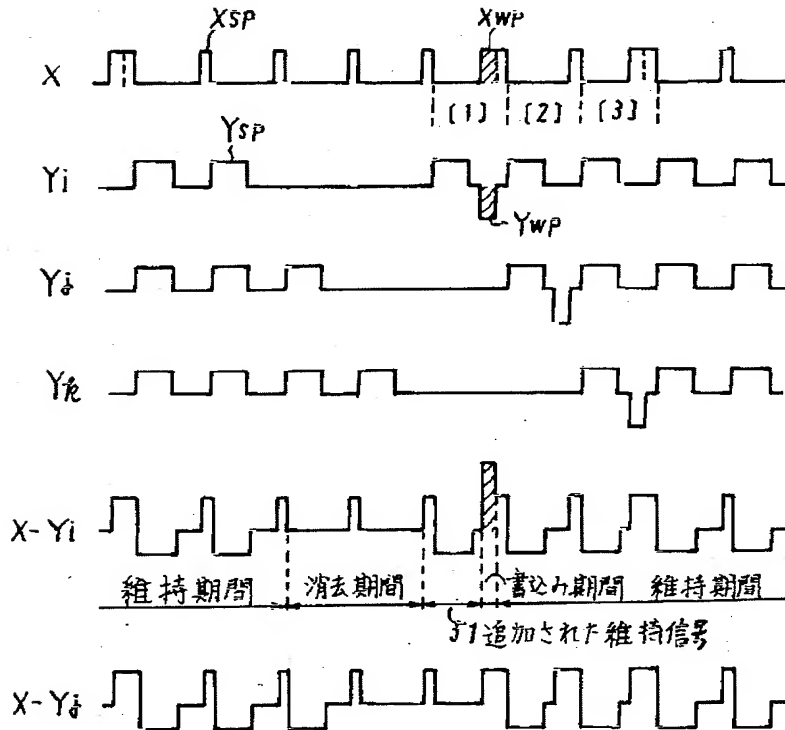 XSP XWP
X
[1] [2] [3]
YSP
Yi
YWP
Yj
Yk
X-Yi
維持期間 消去期間 書込み期間 維持期間
51 追加された維持信号
X-Yj